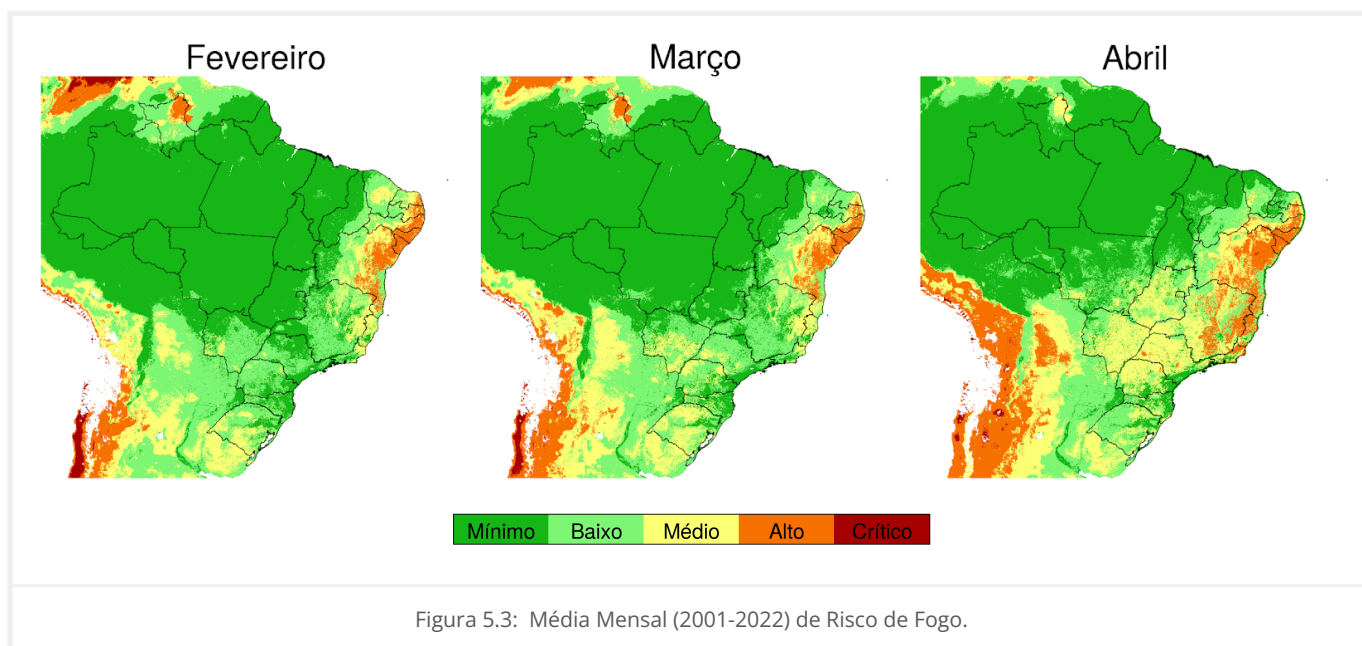 Fevereiro
Março
Abril
Mínimo Baixo Médio Alto Crítico
Figura 5.3: Média Mensal (2001-2022) de Risco de Fogo.